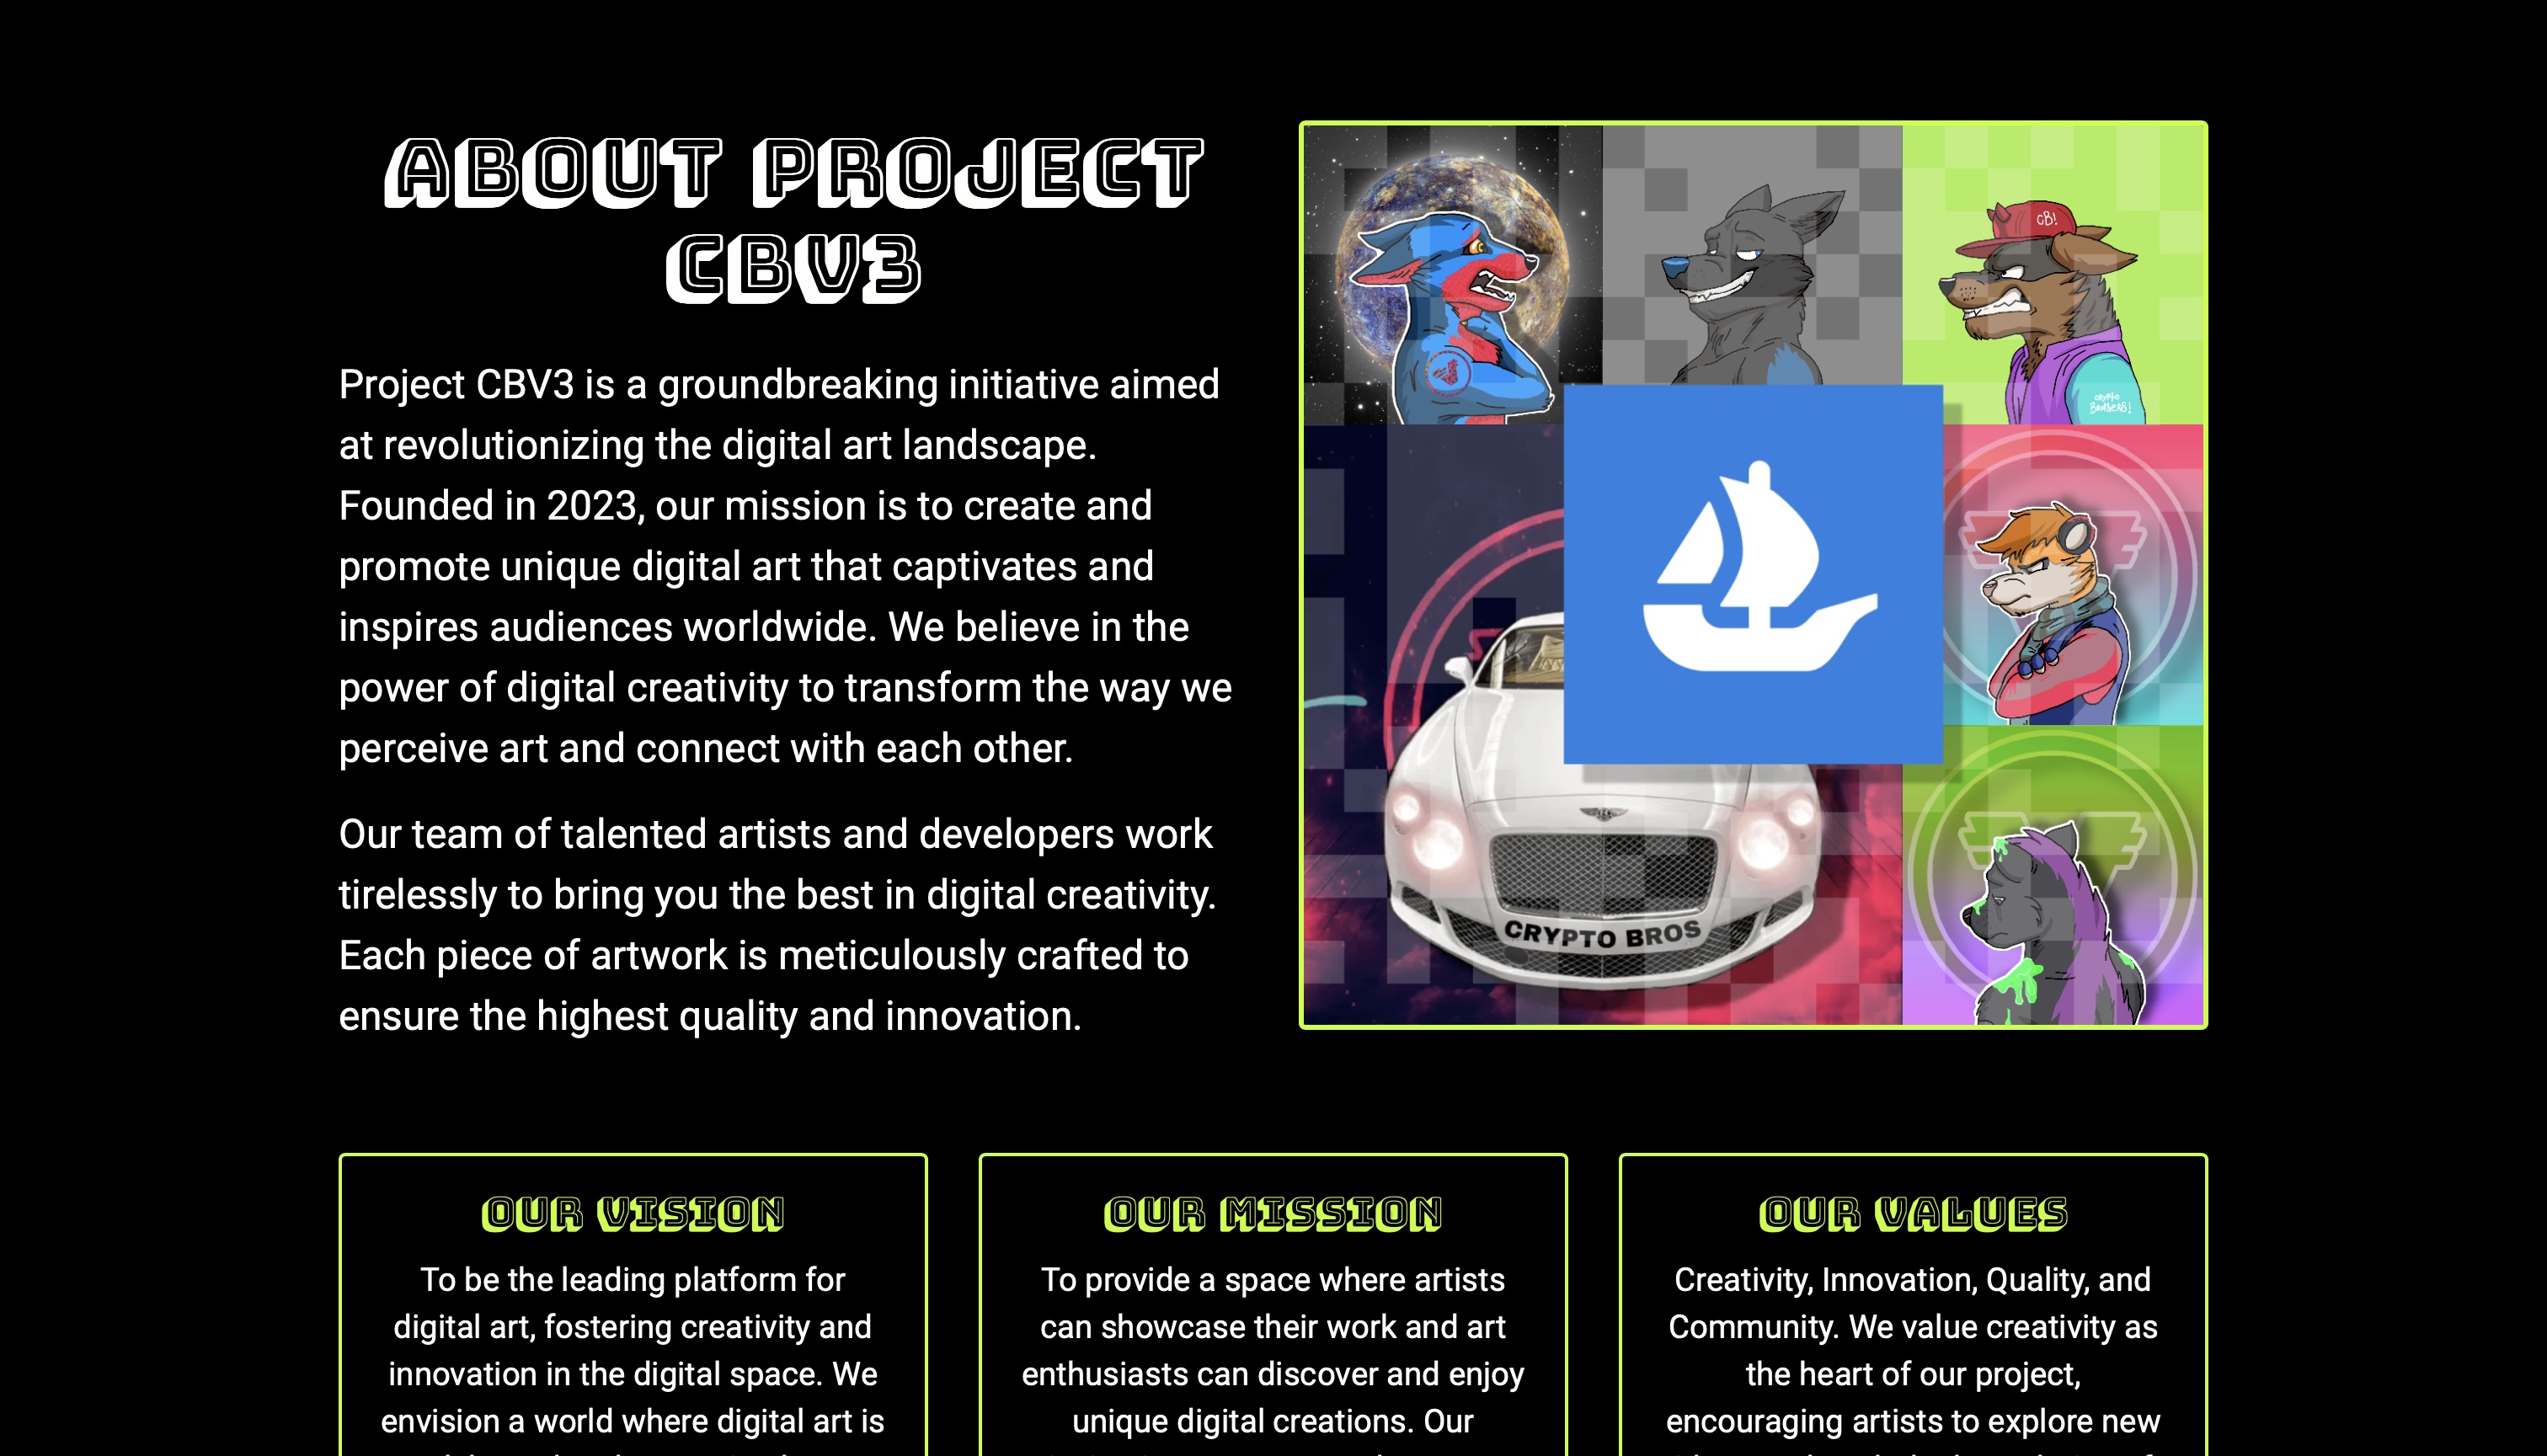 ABOUT PROJECT
CBV3
Project CBV3 is a groundbreaking initiative aimed
at revolutionizing the digital art landscape.
Founded in 2023, our mission is to create and
promote unique digital art that captivates and
inspires audiences worldwide. We believe in the
power of digital creativity to transform the way we
perceive art and connect with each other.
Our team of talented artists and developers work
tirelessly to bring you the best in digital creativity.
Each piece of artwork is meticulously crafted to
ensure the highest quality and innovation.
CB!
crypto
BROTHERS!
CRYPTO BROS
OUR VISION
To be the leading platform for
digital art, fostering creativity and
innovation in the digital space. We
envision a world where digital art is
OUR MISSION
To provide a space where artists
can showcase their work and art
enthusiasts can discover and enjoy
unique digital creations. Our
OUR VALUES
Creativity, Innovation, Quality, and
Community. We value creativity as
the heart of our project,
encouraging artists to explore new